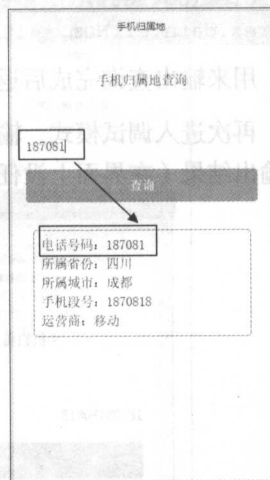 手机归属地
手机归属地查询
187081
查询
电话号码：187081
所属省份：四川
所属城市：成都
手机段号：1870818
运营商：移动